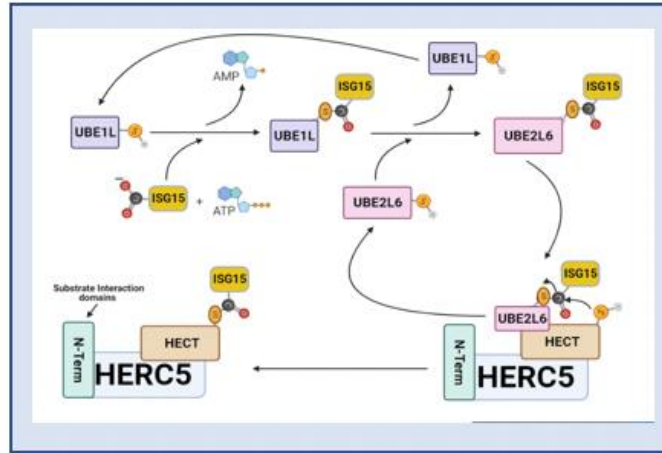 UBE1L
ISG15
AMP
ISG15
UBE1L
S
C
O
UBE1L
ISG15
S
C
O
UBE2L6
O
C
O
ISG15
+
ATP
UBE2L6
Substrate Interaction
domains
ISG15
S
C
O
HECT
N-Term
HERC5
ISG15
S
C
O
UBE2L6
HECT
N-Term
HERC5